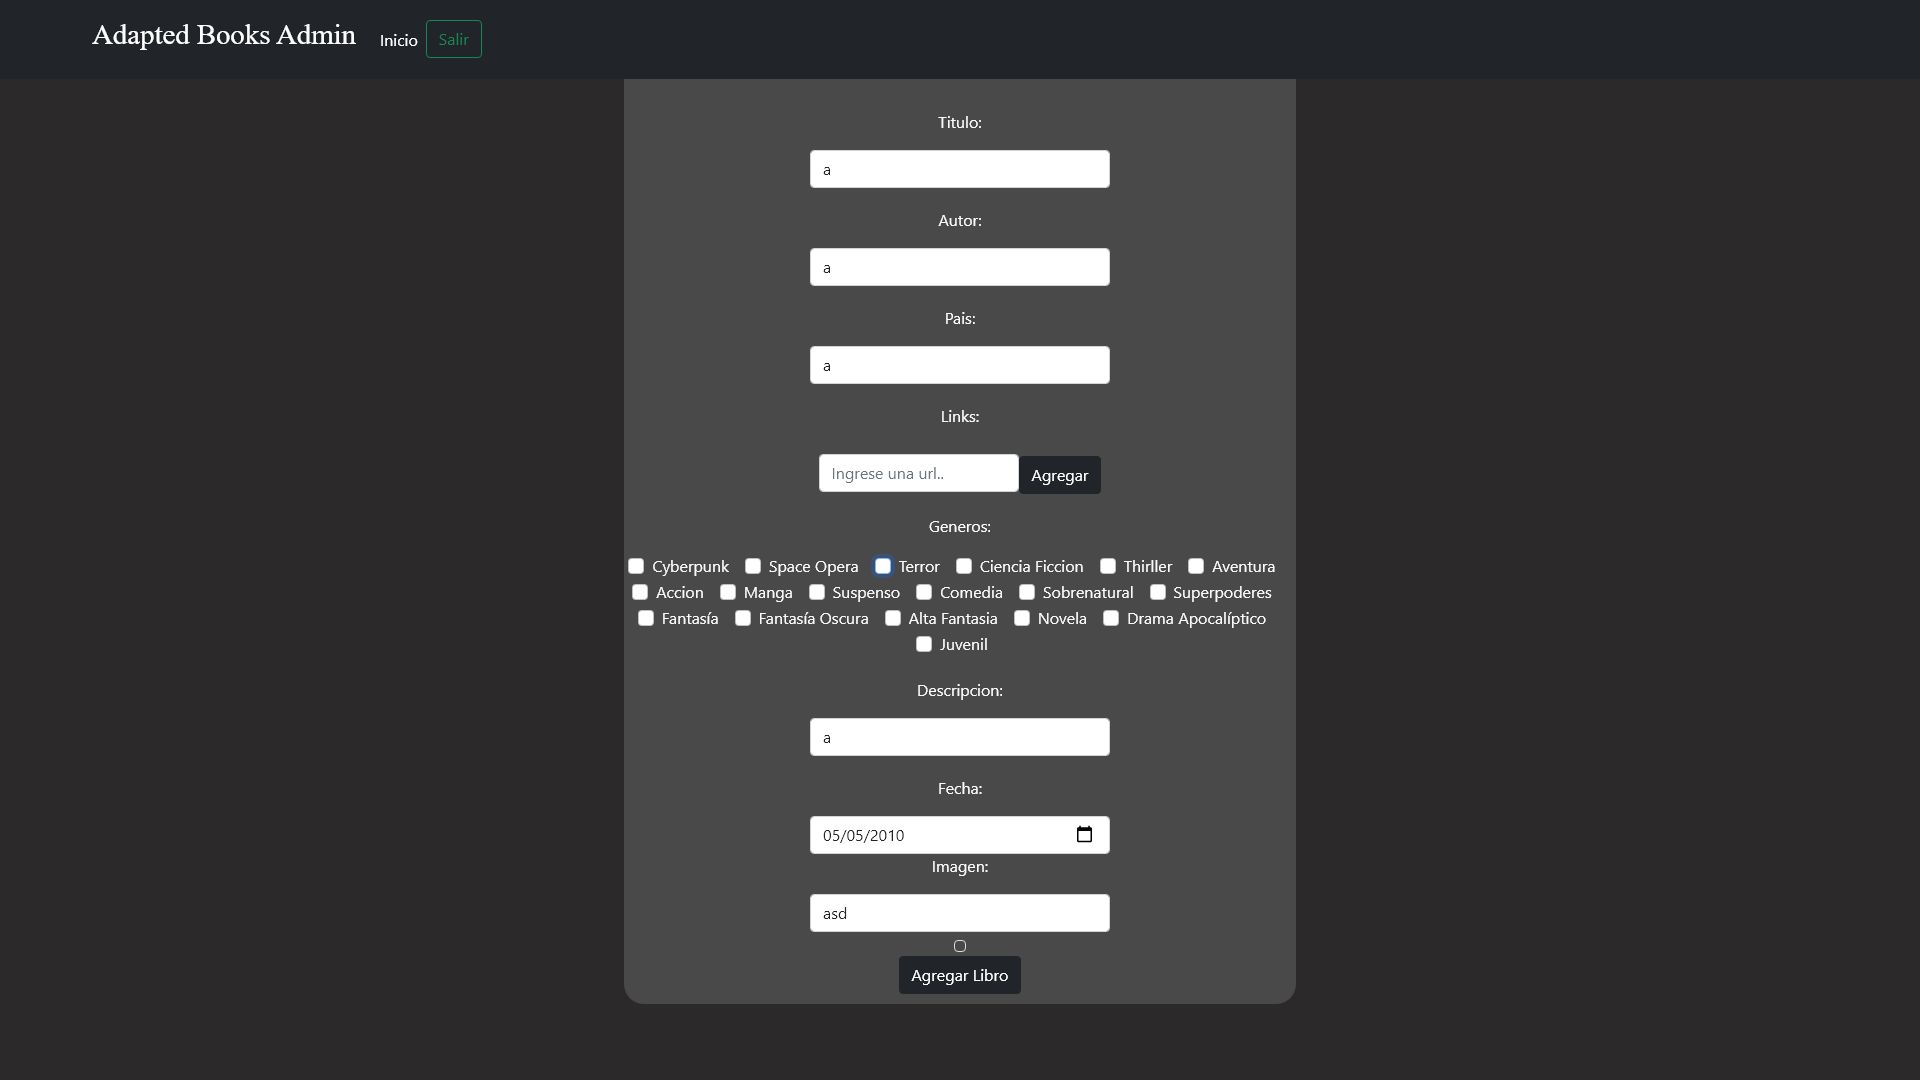 Adapted Books Admin Inicio Salir
Titulo:
a
Autor:
a
Pais:
a
Links:
Ingrese una url.. Agregar
Generos:
Cyberpunk Space Opera Terror Ciencia Ficcion Thirller Aventura
Accion Manga Suspenso Comedia Sobrenatural Superpoderes
Fantasía Fantasía Oscura Alta Fantasia Novela Drama Apocalíptico
Juvenil
Descripcion:
a
Fecha:
05/05/2010
Imagen:
asd
Agregar Libro